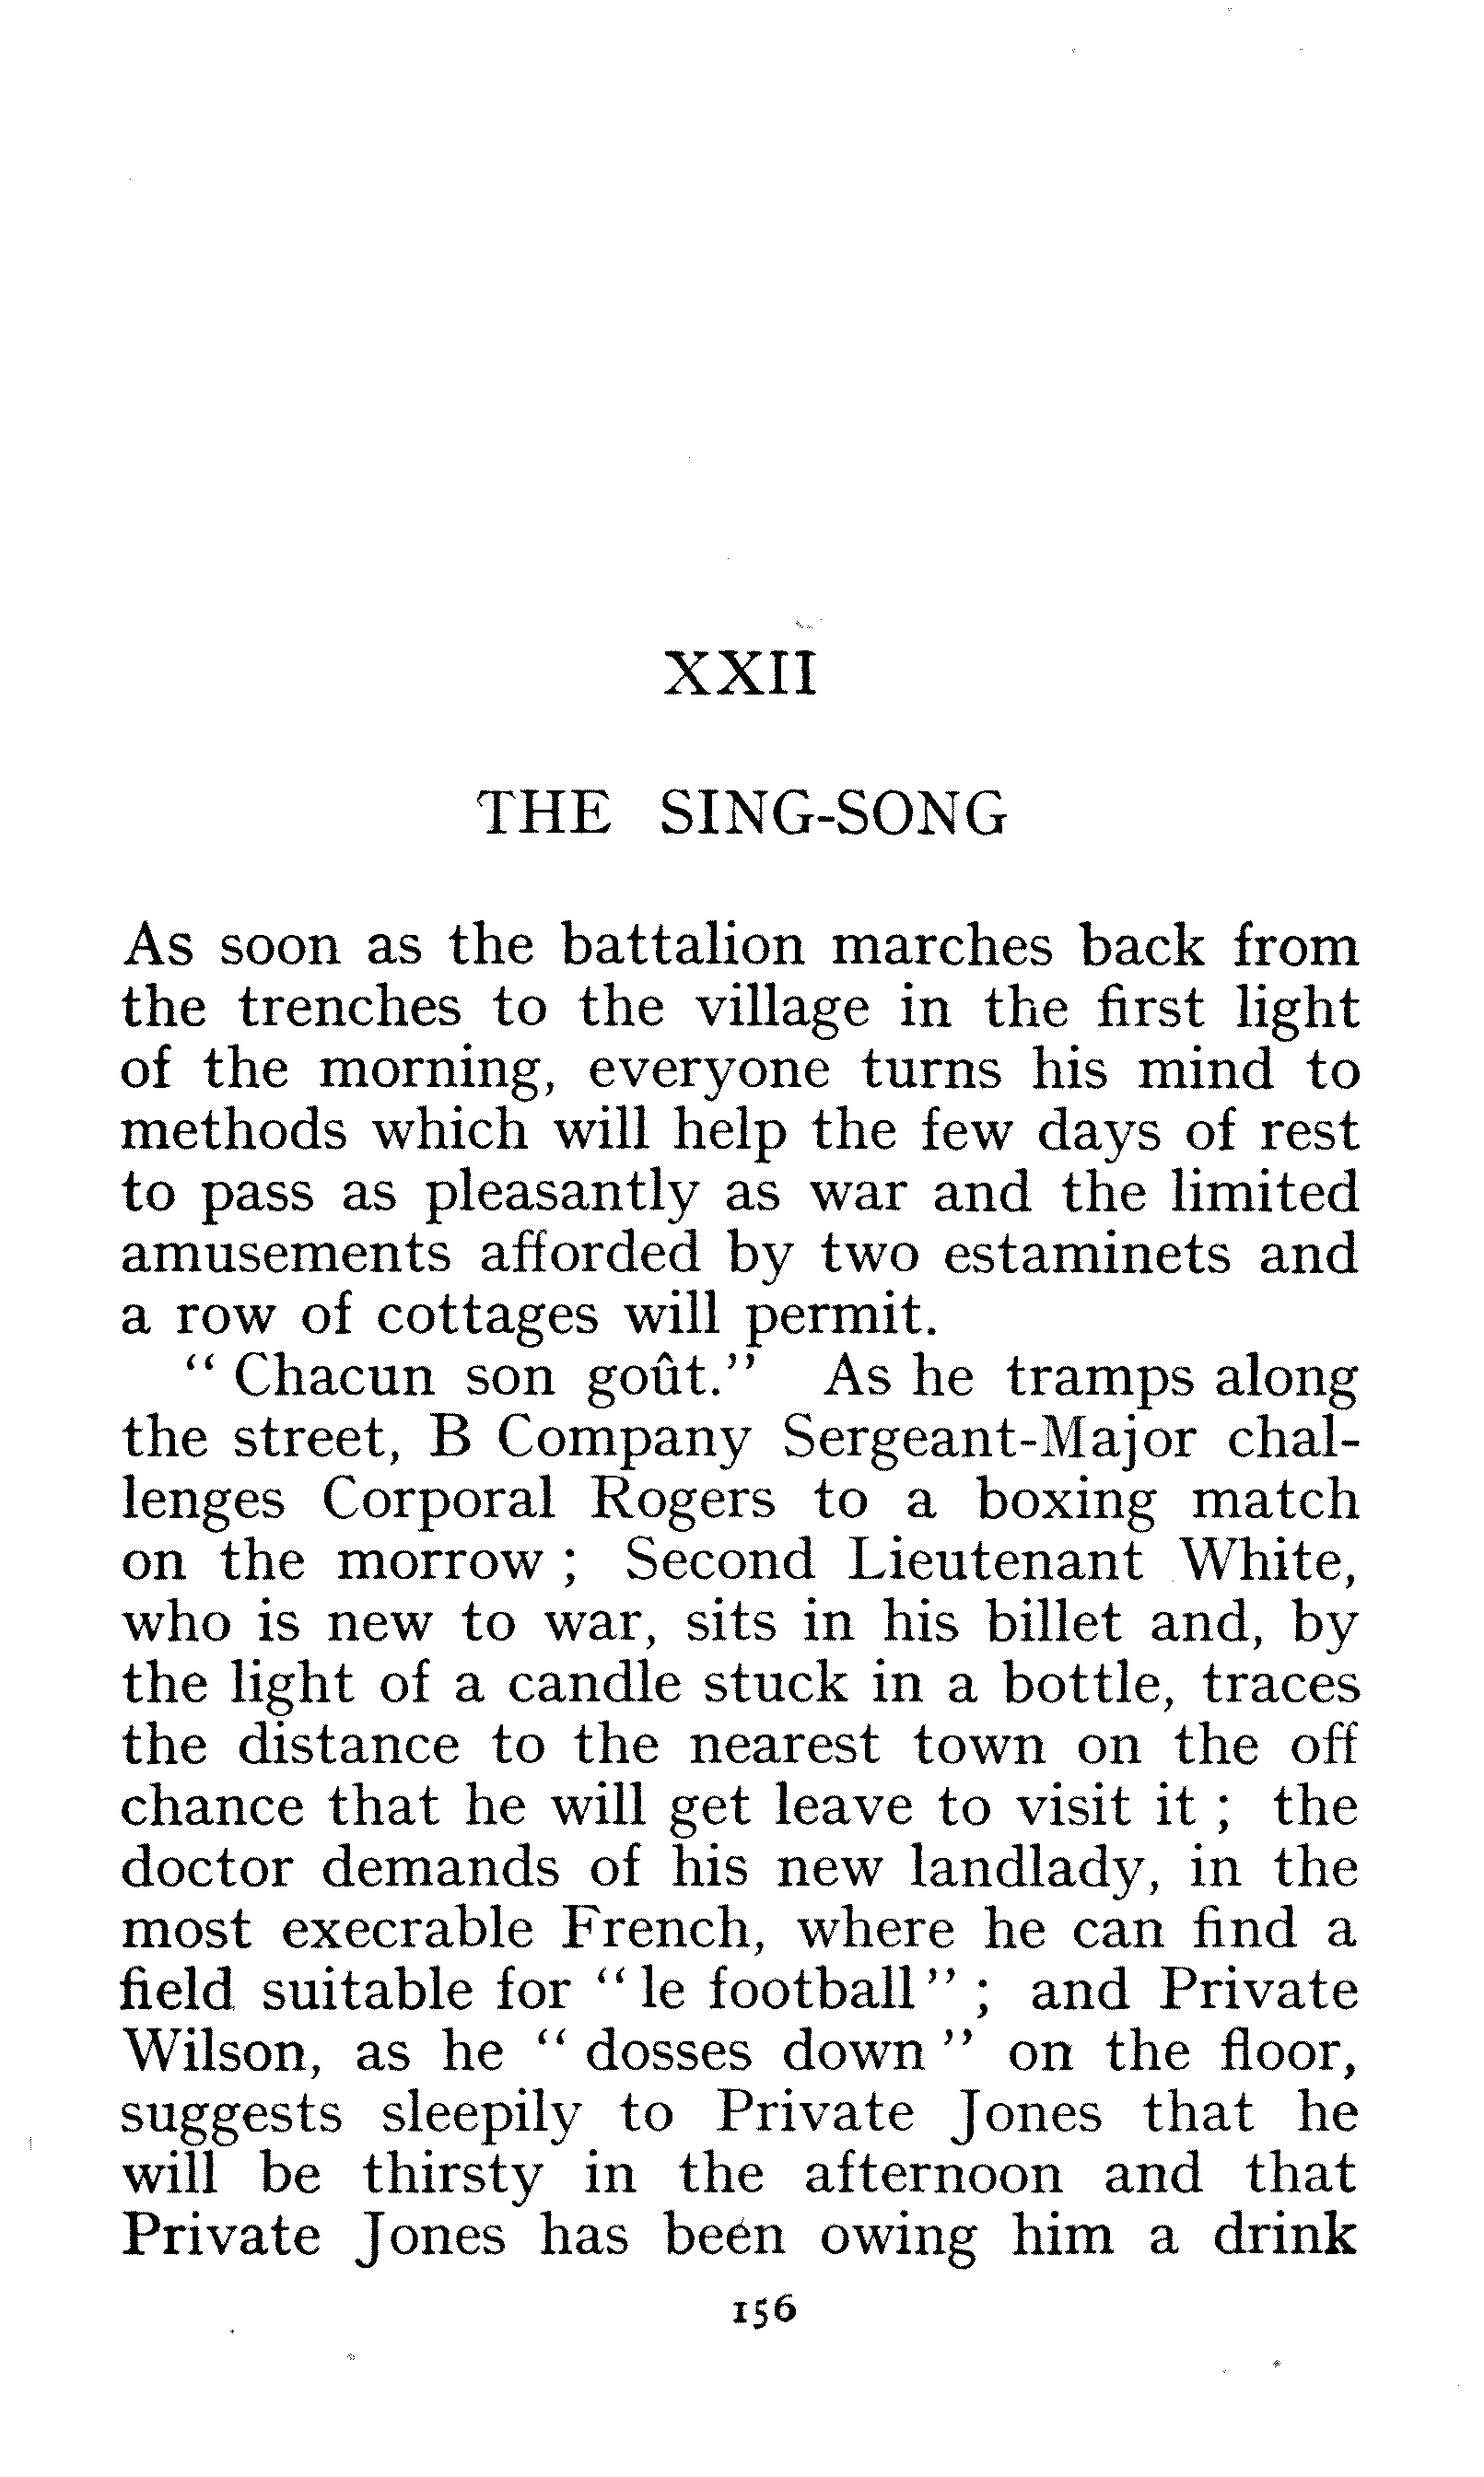 XXII
THE SING-SONG
As soon as the battalion marches back from
the trenches to the village in the first light
of the morning, everyone turns his mind to
methods which will help the few days of rest
to pass as pleasantly as war and the limited
amusements afforded by two estaminets and
a row of cottages will permit.
“ Chacun son goût.” As he tramps along
the street, B Company Sergeant-Major chal-
lenges Corporal Rogers to a boxing match
on the morrow ; Second Lieutenant White,
who is new to war, sits in his billet and, by
the light of a candle stuck in a bottle, traces
the distance to the nearest town on the off
chance that he will get leave to visit it ; the
doctor demands of his new landlady, in the
most execrable French, where he can find a
field suitable for “ le football ” ; and Private
Wilson, as he “ dosses down ” on the floor,
suggests sleepily to Private Jones that he
will be thirsty in the afternoon and that
Private Jones has been owing him a drink
156